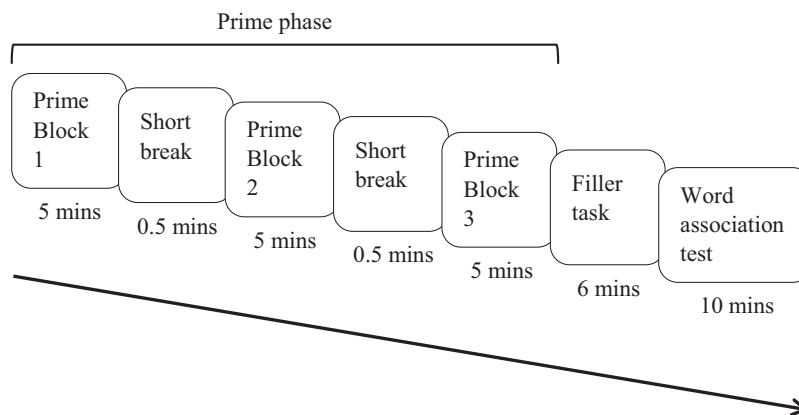 Prime phase
Prime
Block
1
5 mins
Short
break
0.5 mins
Prime
Block
2
5 mins
Short
break
0.5 mins
Prime
Block
3
5 mins
Filler
task
6 mins
Word
association
test
10 mins